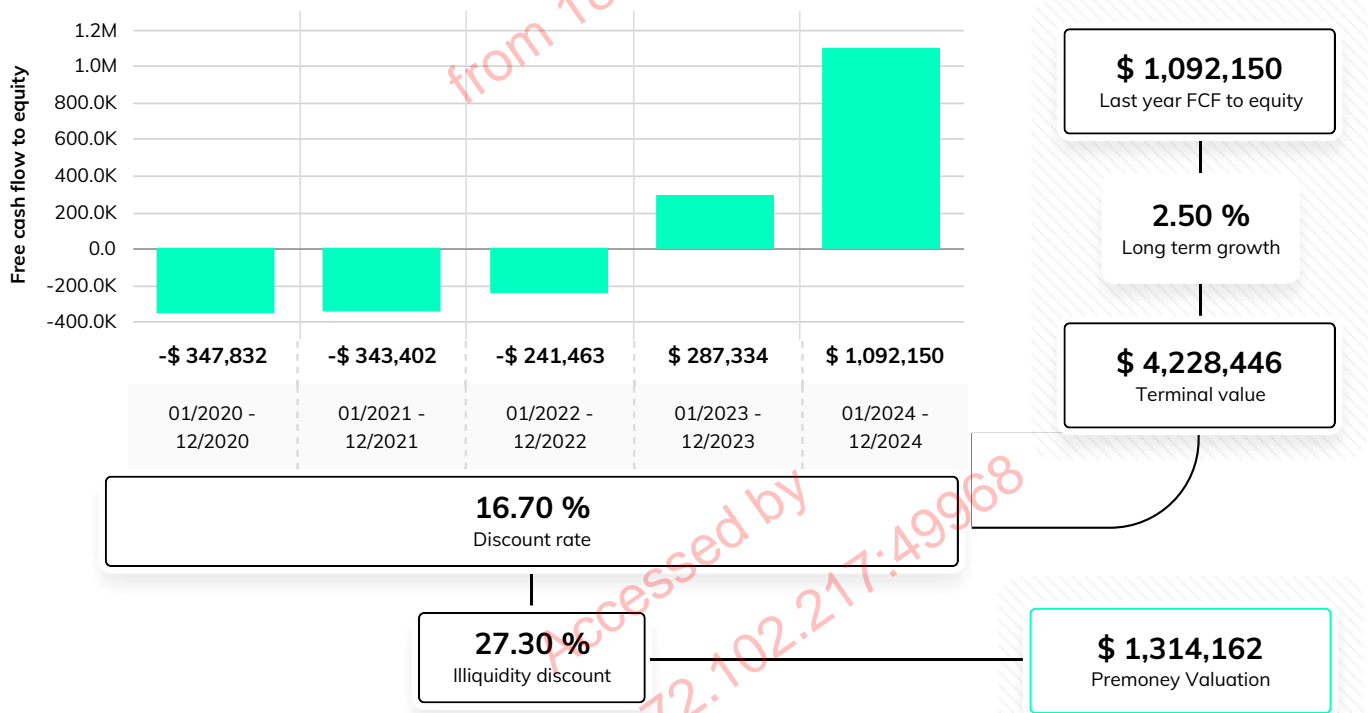 Free cash flow to equity
1.2M
1.0M
800.0K
600.0K
400.0K
200.0K
0.0
-200.0K
-400.0K
-$ 347,832
-$ 343,402
-$ 241,463
$ 287,334
$ 1,092,150
01/2020 -
12/2020
01/2021 -
12/2021
01/2022 -
12/2022
01/2023 -
12/2023
01/2024 -
12/2024
16.70 %
Discount rate
27.30 %
Illiquidity discount
$ 1,092,150
Last year FCF to equity
2.50 %
Long term growth
$ 4,228,446
Terminal value
$ 1,314,162
Premoney Valuation
from
Accessed by
72.102.217:49968